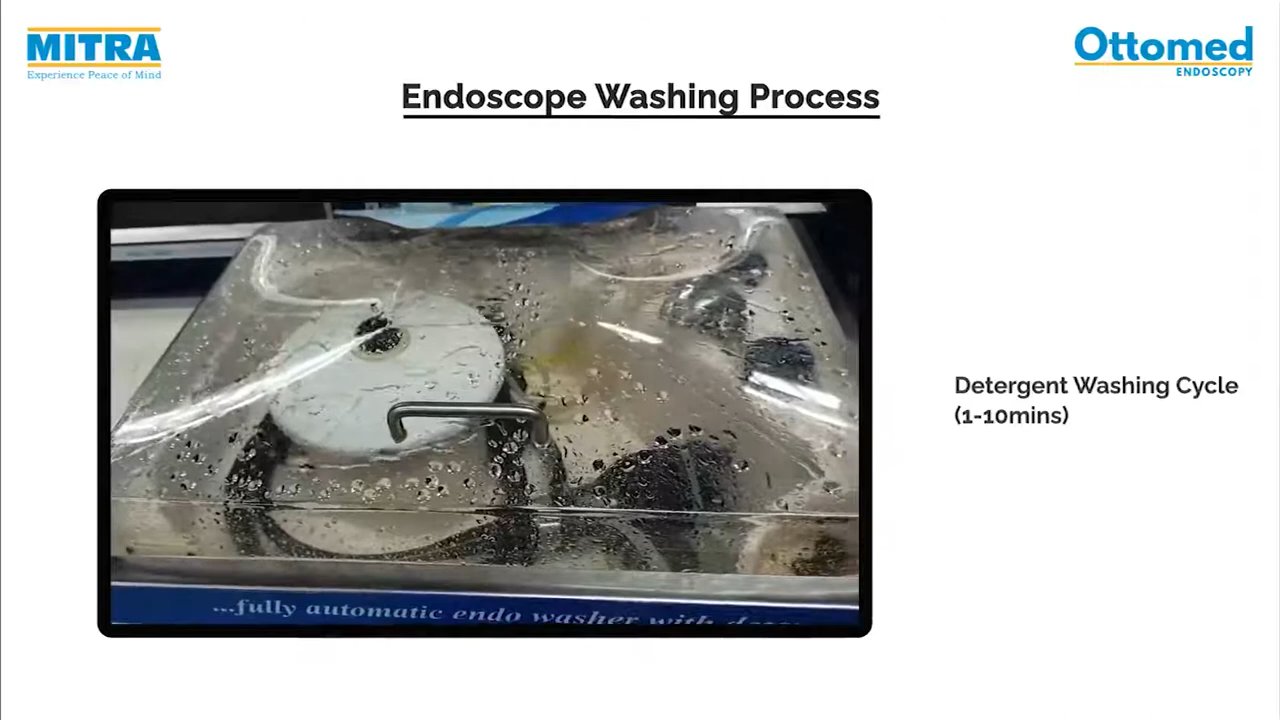 MITRA
Experience Peace of Mind
Ottomed
ENDOSCOPY
Endoscope Washing Process
Detergent Washing Cycle
(1-10mins)
...fully automatic endo washer with